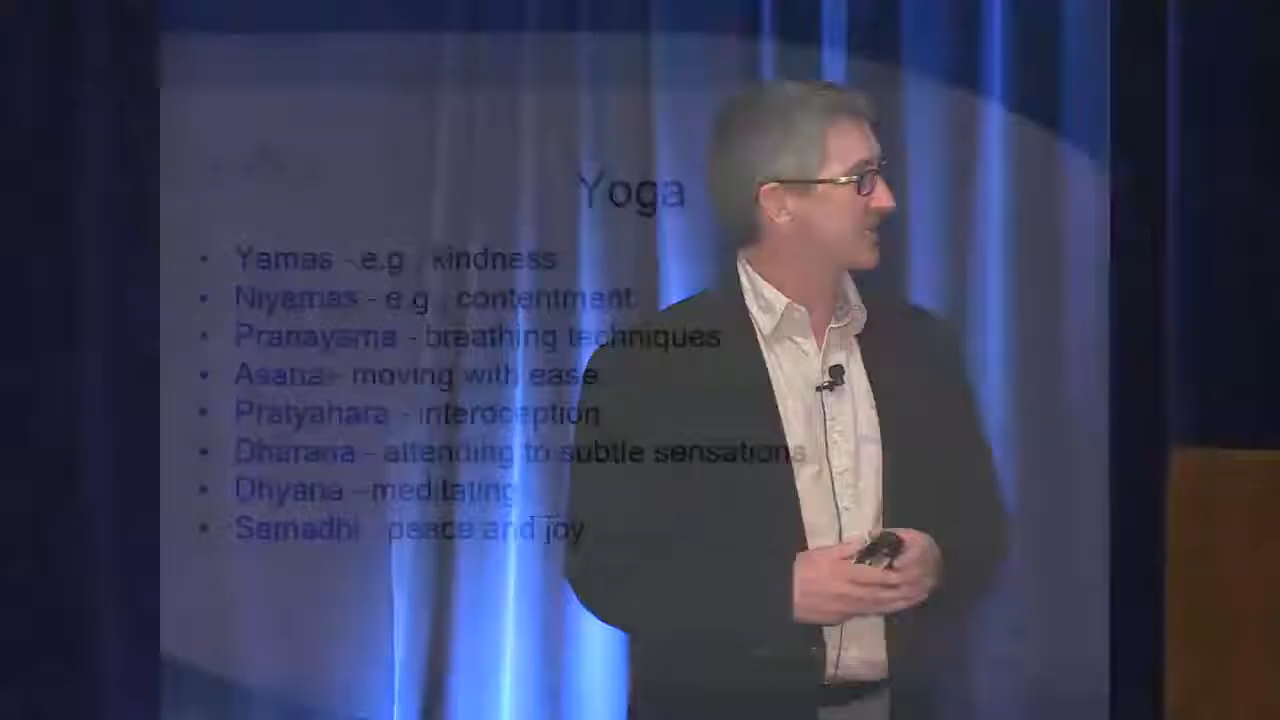 Yoga
• Yamas - e.g. kindness
• Niyamas - e.g. contentment
• Pranayama - breathing techniques
• Asana - moving with ease
• Pratyahara - interoception
• Dharana - attending to subtle sensations
• Dhyana - meditating
• Samadhi - peace and joy